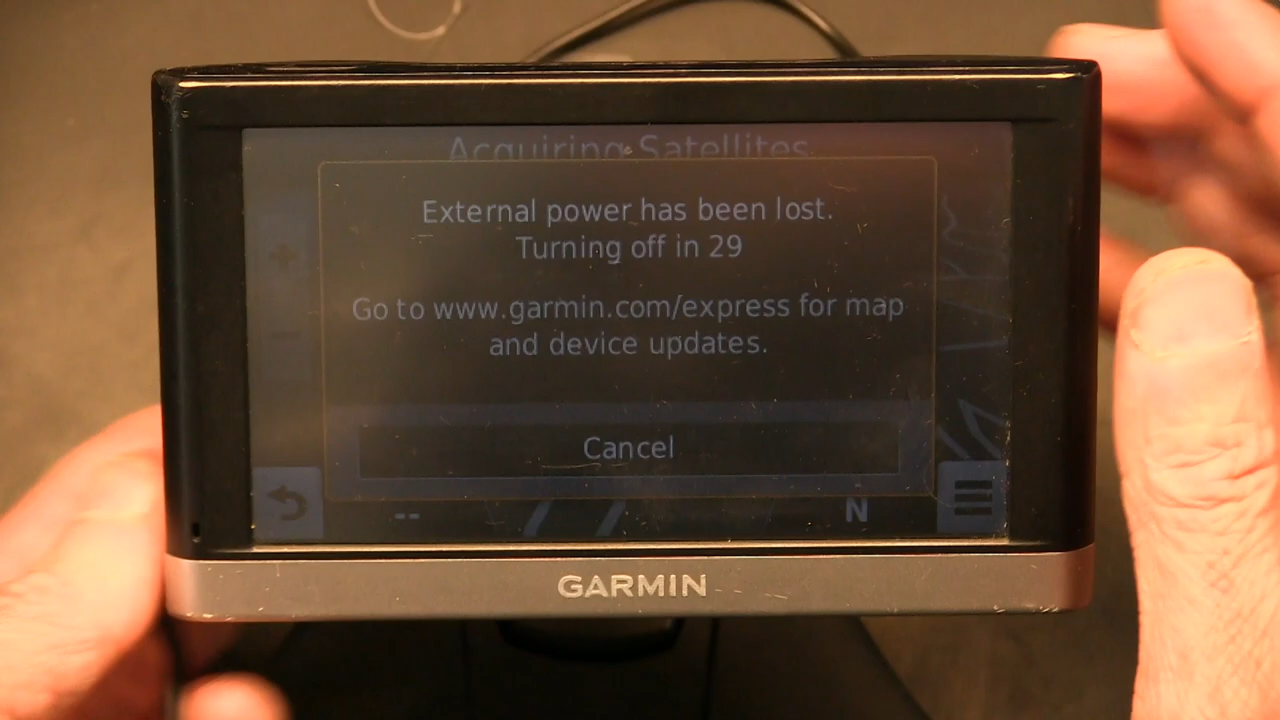 Acquiring Satellites
External power has been lost.
Turning off in 29
Go to www.garmin.com/express for map
and device updates.
Cancel
--
N
GARMIN